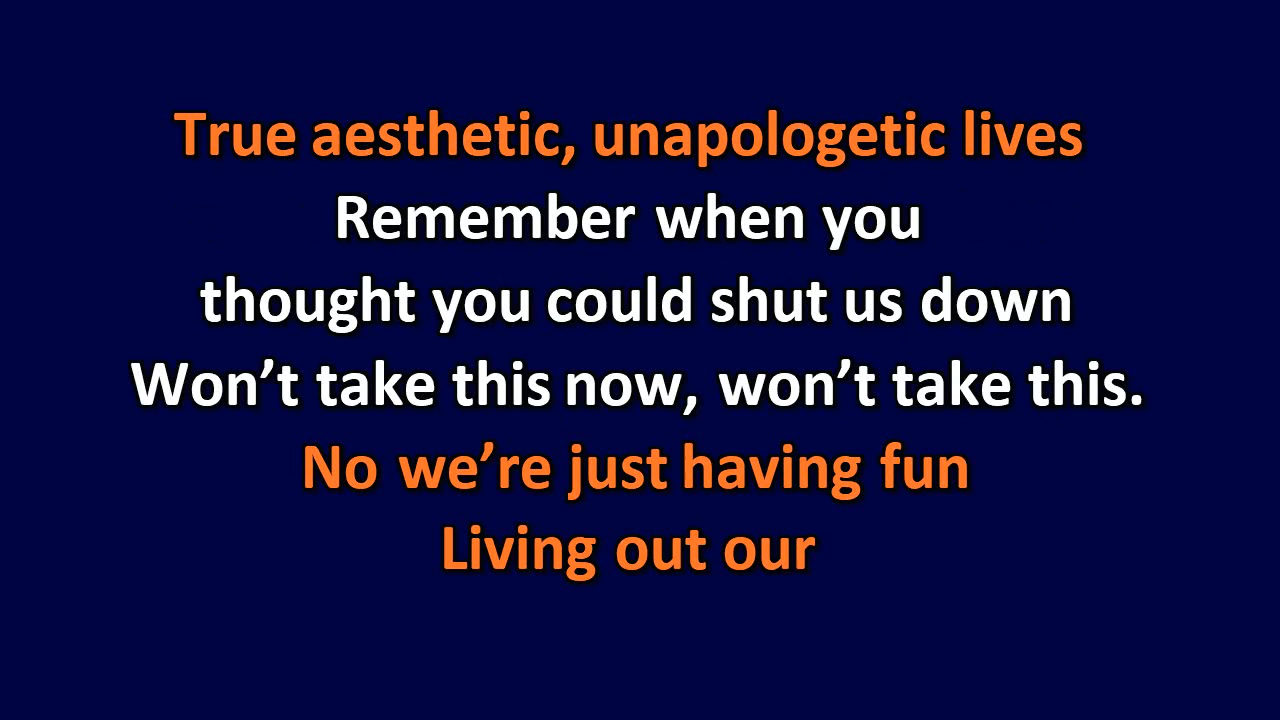 True aesthetic, unapologetic lives
Remember when you
thought you could shut us down
Won’t take this now, won’t take this.
No we’re just having fun
Living out our